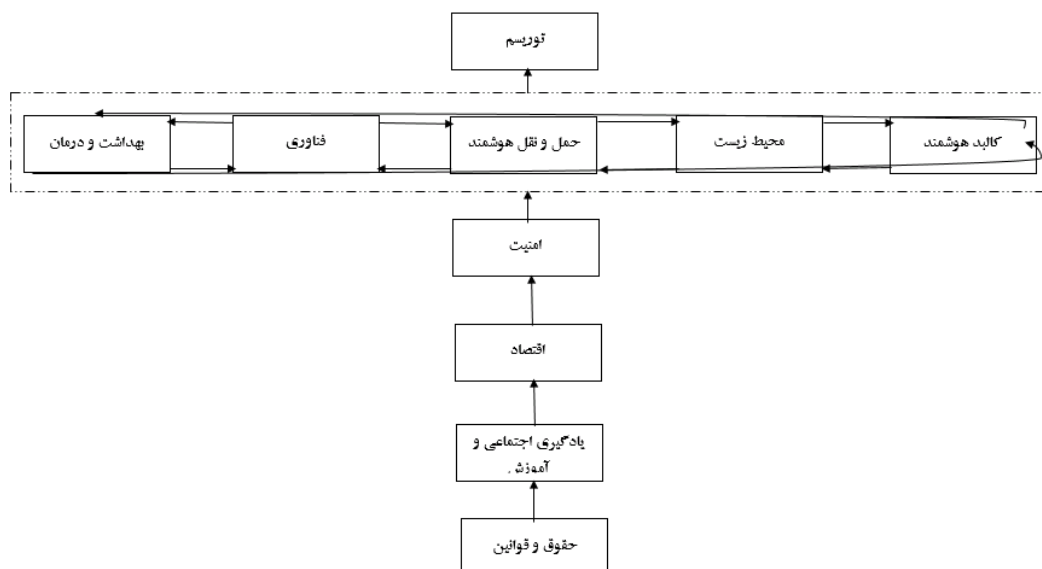 توریسم
کالبد هوشمند
محیط زیست
حمل و نقل هوشمند
فناوری
بهداشت و درمان
امنیت
اقتصاد
یادگیری اجتماعی و
آموزش
حقوق و قوانین